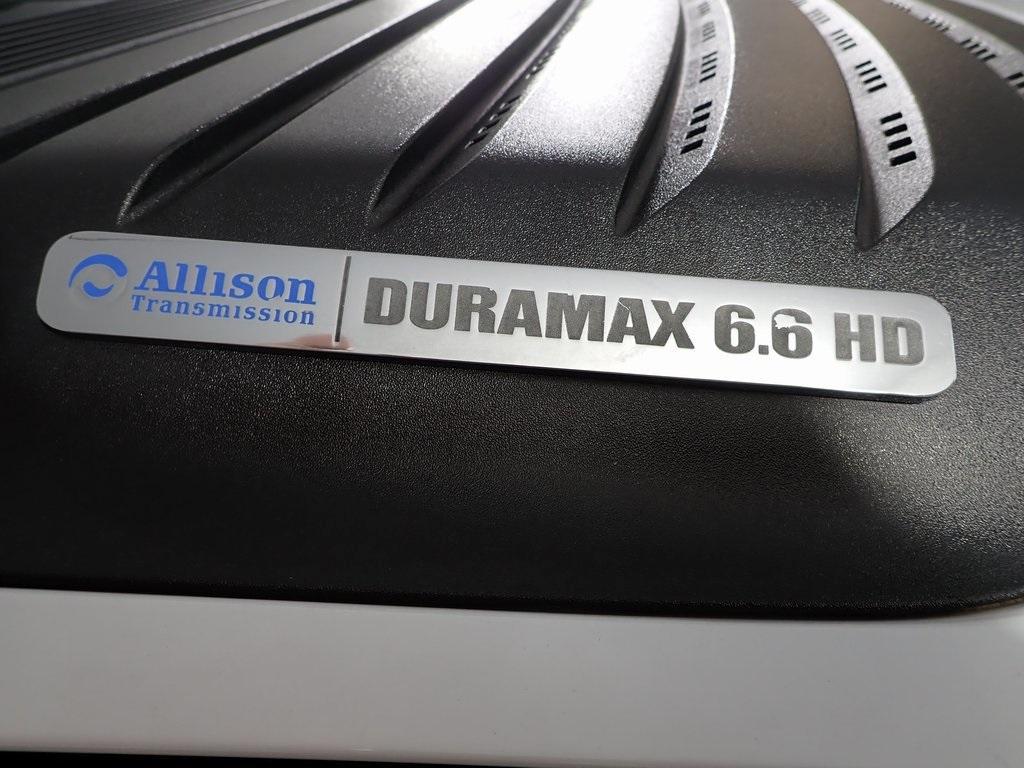 Allison
Transmission
DURAMAX 6.6 HD